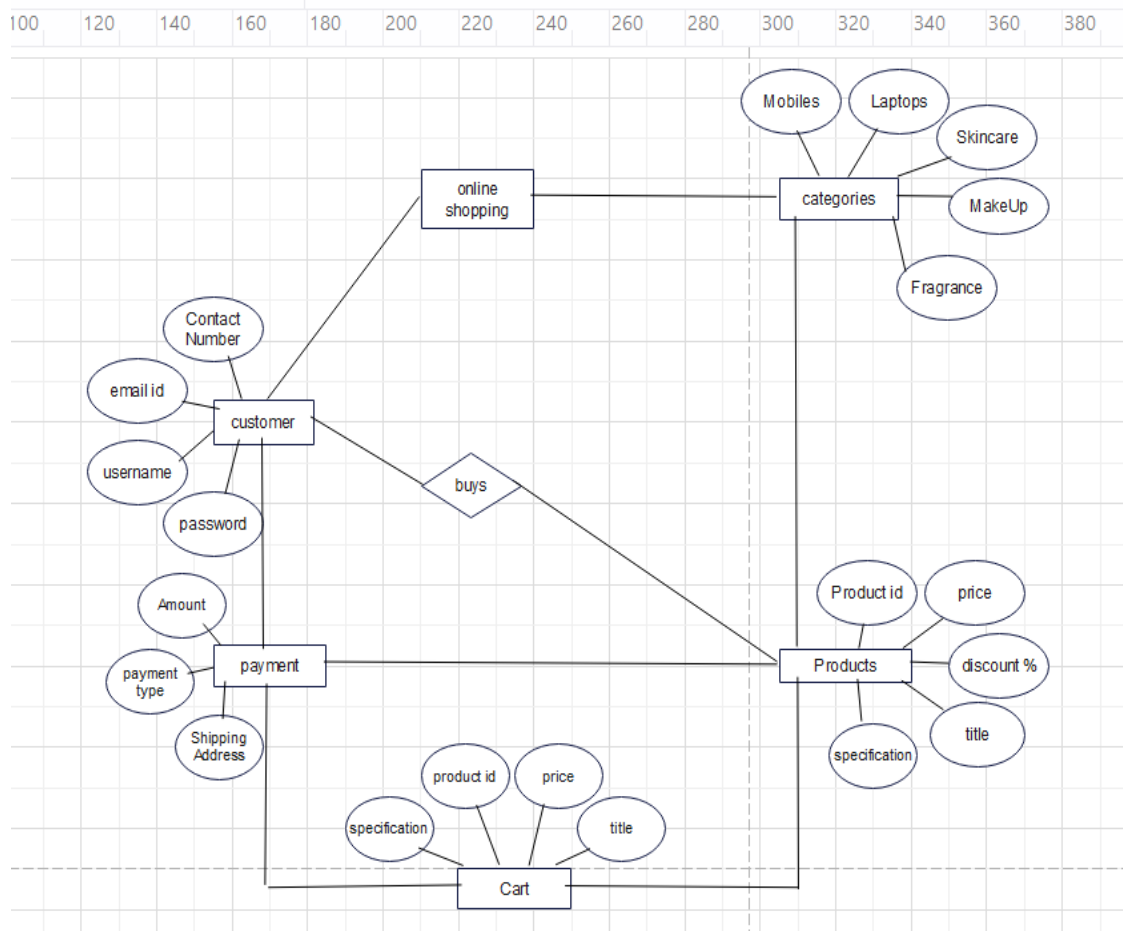 100 120 140 160 185 200 220 240 260 280 300 320 340 360 380
Mobiles
Laptops
Skincare
online
shopping
categories
MakeUp
Fragrance
Contact
Number
email id
customer
username
buys
password
Product id
price
Amount
payment
Products
discount %
payment
type
Shipping
Address
title
specification
product id
price
specification
title
Cart